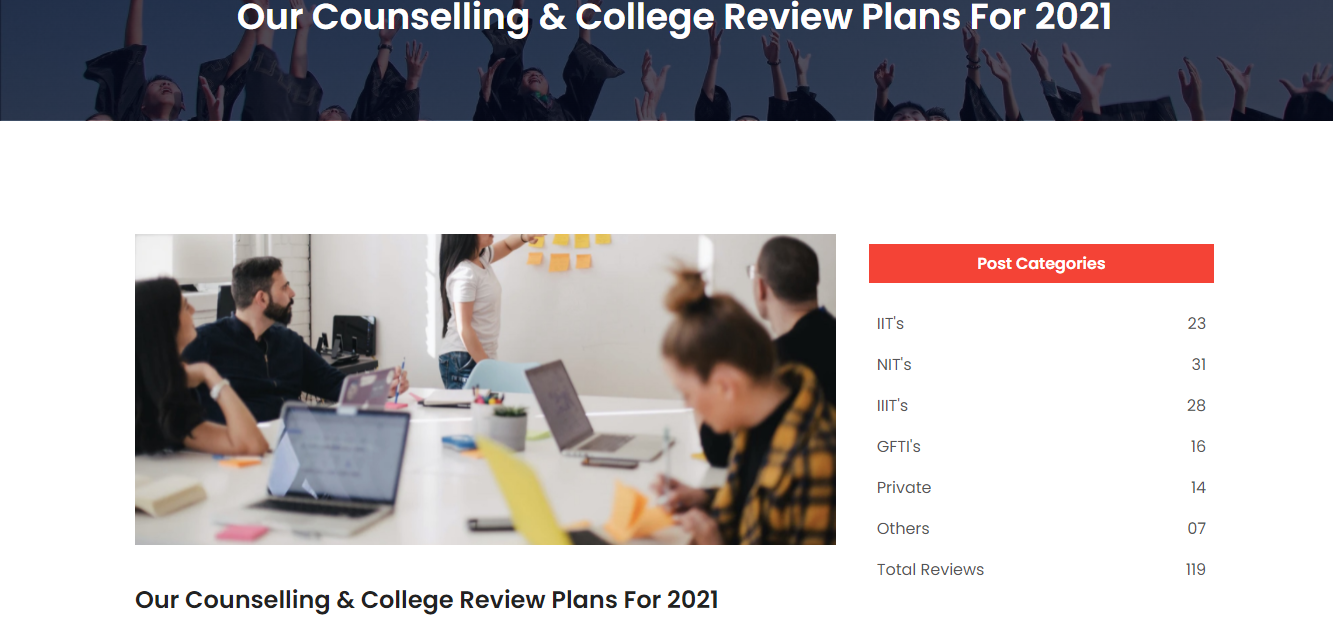 Our Counselling & College Review Plans For 2021
Post Categories
IIT's 23
NIT's 31
IIIT's 28
GFTI's 16
Private 14
Others 07
Total Reviews 119
Our Counselling & College Review Plans For 2021